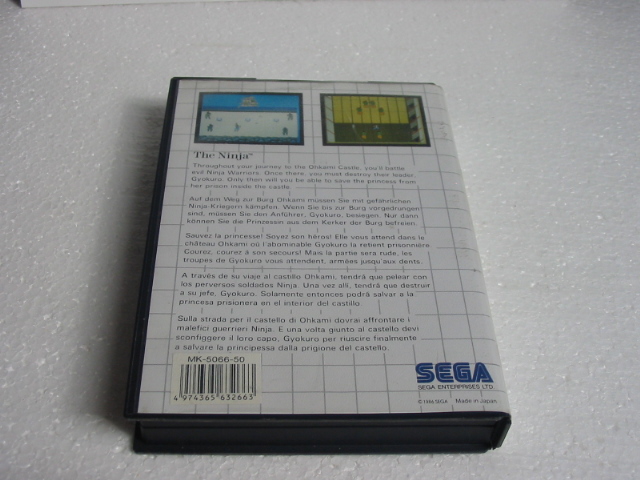 The Ninja™
Throughout your journey to the Ohkami Castle, you'll battle
evil Ninja Warriors. Once there, you must destroy their leader,
Gyokuro. Only then will you be able to save the princess from
her prison inside the castle.
Auf dem Weg zur Burg Ohkami müssen Sie mit gefährlichen
Ninja-Kriegern kämpfen. Wenn Sie bis zur Burg vorgedrungen
sind, müssen Sie den Anführer, Gyokuro, besiegen. Nur dann
können Sie die Prinzessin aus dem Kerker der Burg befreien.
Sauvez la princesse! Soyez son héros! Elle vous attend dans le
château Ohkami où l'abominable Gyokuro la retient prisonnière.
Courez, courez à son secours! Mais la partie sera rude, les
troupes de Gyokuro vous attendent, armées jusqu'aux dents.
A través de su viaje al castillo Ohkami, tendrá que pelear con
los perversos soldados Ninja. Una vez allí, tendrá que destruir
a su jefe, Gyokuro. Solamente entonces pudrá salvar a la
princesa prisionera en el interior del castillo.
Sulla strada per il castello di Ohkami dovrai affrontare i
malefici guerrieri Ninja. E una volta giunto al castello devi
sconfiggere il loro capo, Gyokuro per riuscire finalmente
a salvare la principessa dalla prigione del castello.
MK-5066-50
4 974365 632663
SEGA
SEGA ENTERPRISES LTD.
©1986 SEGA Made in Japan